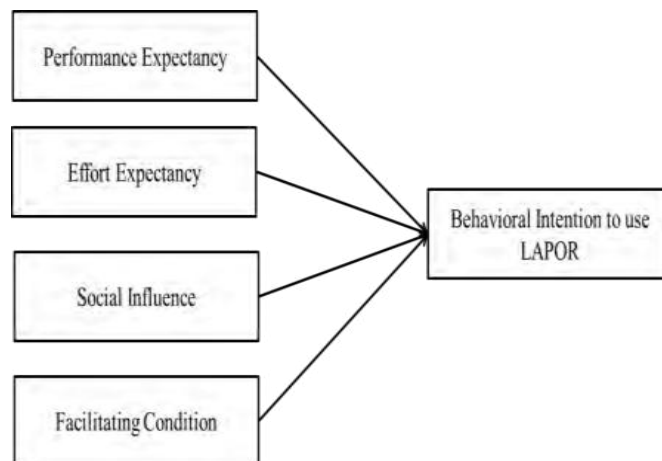 Performance Expectancy
Effort Expectancy
Social Influence
Facilitating Condition
Behavioral Intention to use
LAPOR